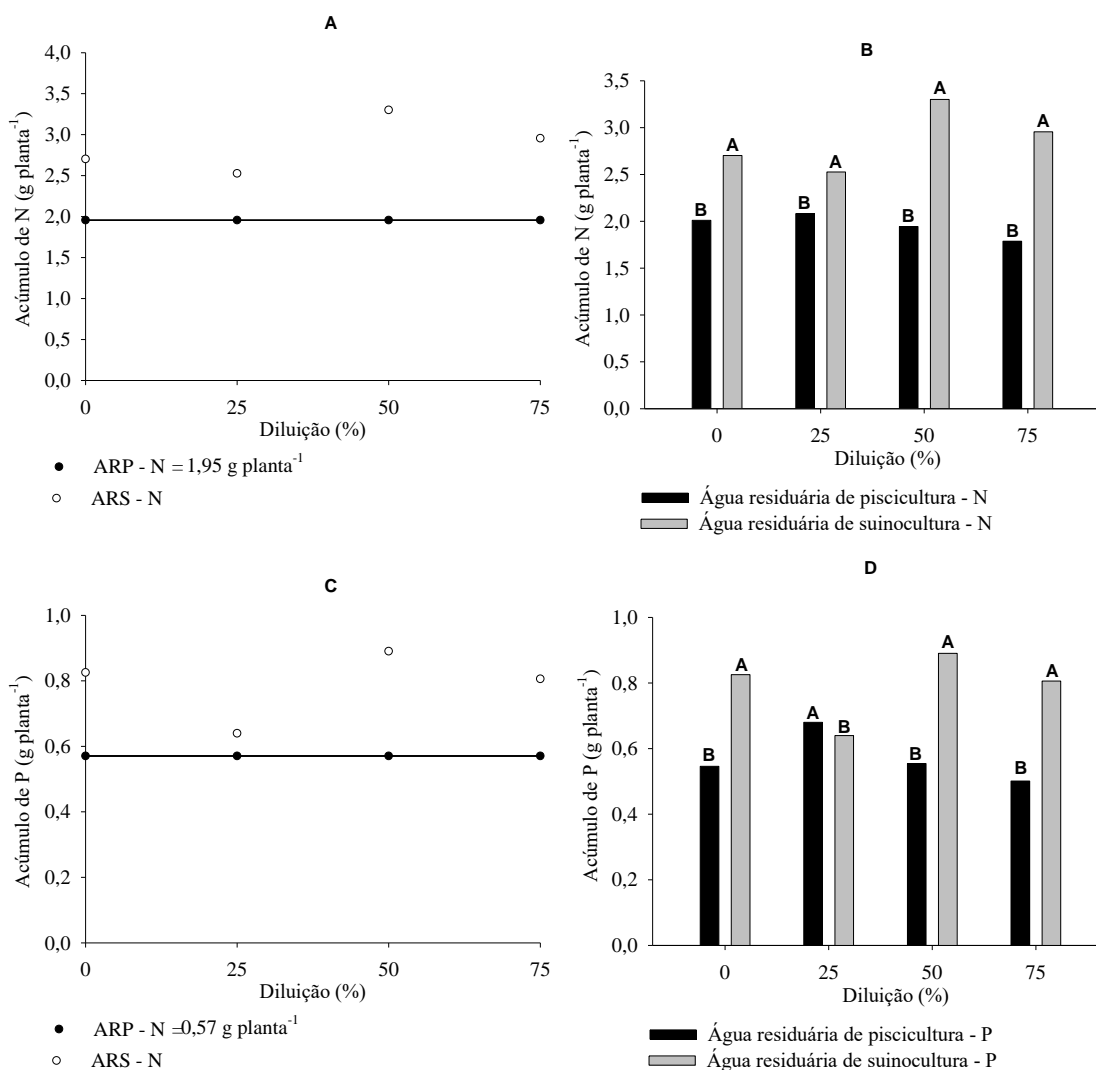 A
Acúmulo de N (g planta⁻¹)
4,0
3,5
3,0
2,5
2,0
1,5
1,0
0,5
0,0
0 25 50 75
Diluição (%)
ARP - N = 1,95 g planta⁻¹
ARS - N
B
Acúmulo de N (g planta⁻¹)
3,5
3,0
2,5
2,0
1,5
1,0
0,5
0,0
B A B A B A B A
0 25 50 75
Diluição (%)
Água residuária de piscicultura - N
Água residuária de suinocultura - N
C
Acúmulo de P (g planta⁻¹)
1,0
0,8
0,6
0,4
0,2
0,0
0 25 50 75
Diluição (%)
ARP - N =0,57 g planta⁻¹
ARS - N
D
Acúmulo de P (g planta⁻¹)
1,0
0,8
0,6
0,4
0,2
0,0
B A A B B A B A
0 25 50 75
Diluição (%)
Água residuária de piscicultura - P
Água residuária de suinocultura - P